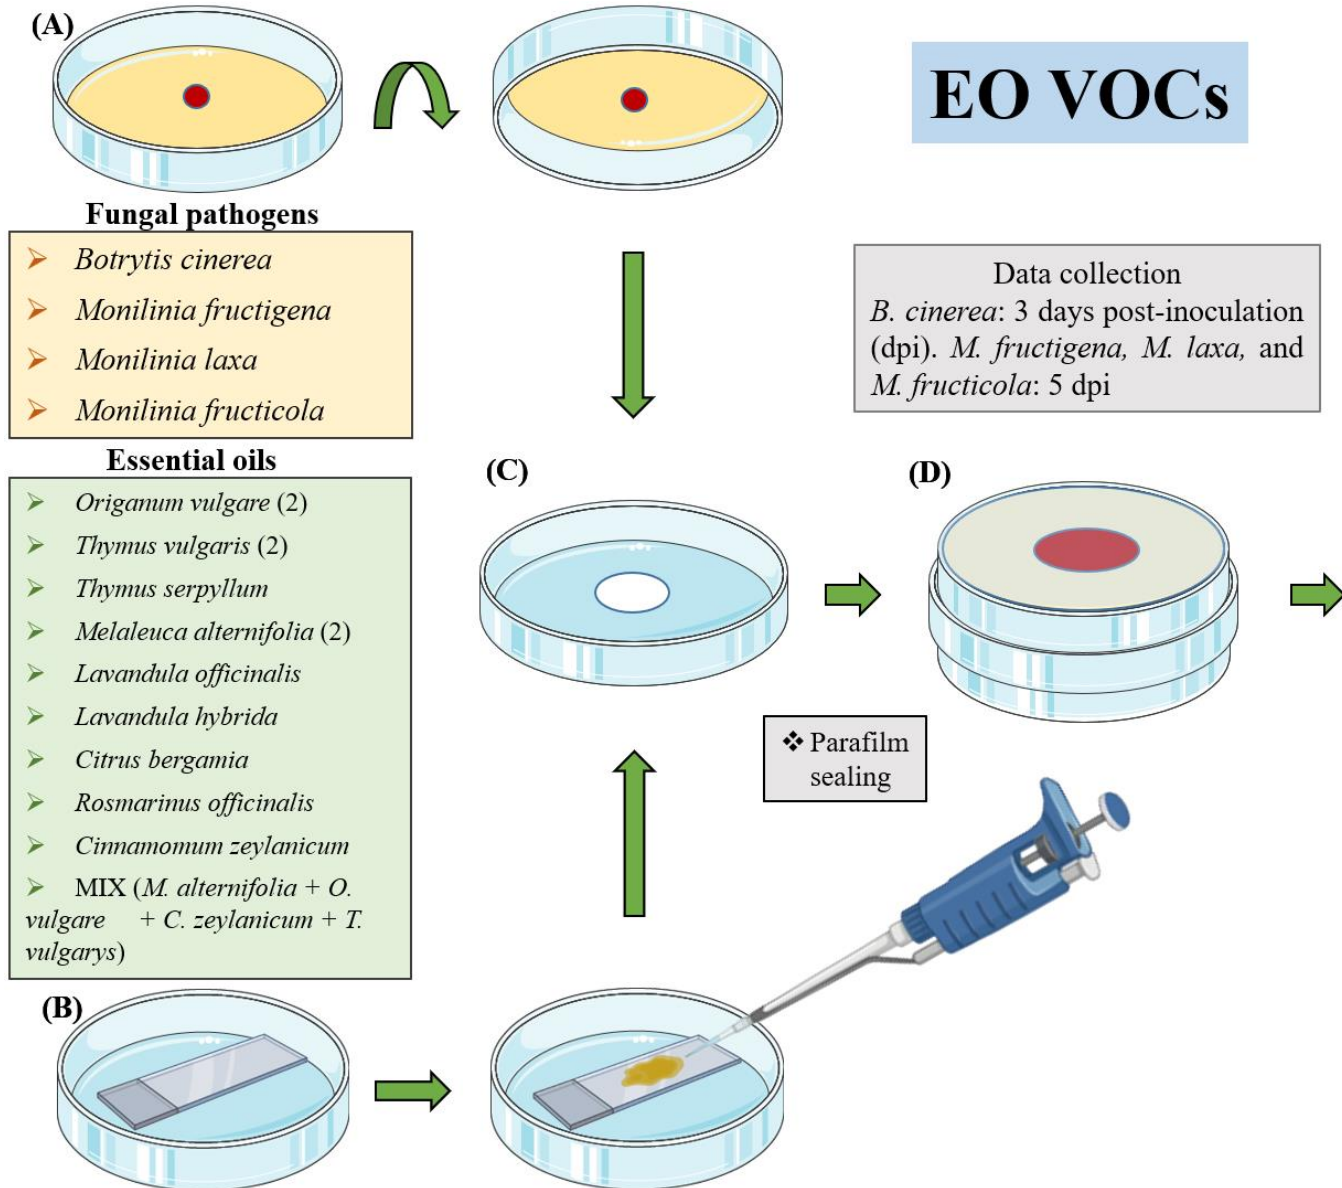 (A)
EO VOCs
Fungal pathogens
➢ Botrytis cinerea
➢ Monilinia fructigena
➢ Monilinia laxa
➢ Monilinia fructicola
Data collection
B. cinerea: 3 days post-inoculation
(dpi). M. fructigena, M. laxa, and
M. fructicola: 5 dpi
Essential oils
➢ Origanum vulgare (2)
➢ Thymus vulgaris (2)
➢ Thymus serpyllum
➢ Melaleuca alternifolia (2)
➢ Lavandula officinalis
➢ Lavandula hybrida
➢ Citrus bergamia
➢ Rosmarinus officinalis
➢ Cinnamomum zeylanicum
➢ MIX (M. alternifolia + O.
vulgare + C. zeylanicum + T.
vulgarys)
(C)
(D)
❖ Parafilm
sealing
(B)